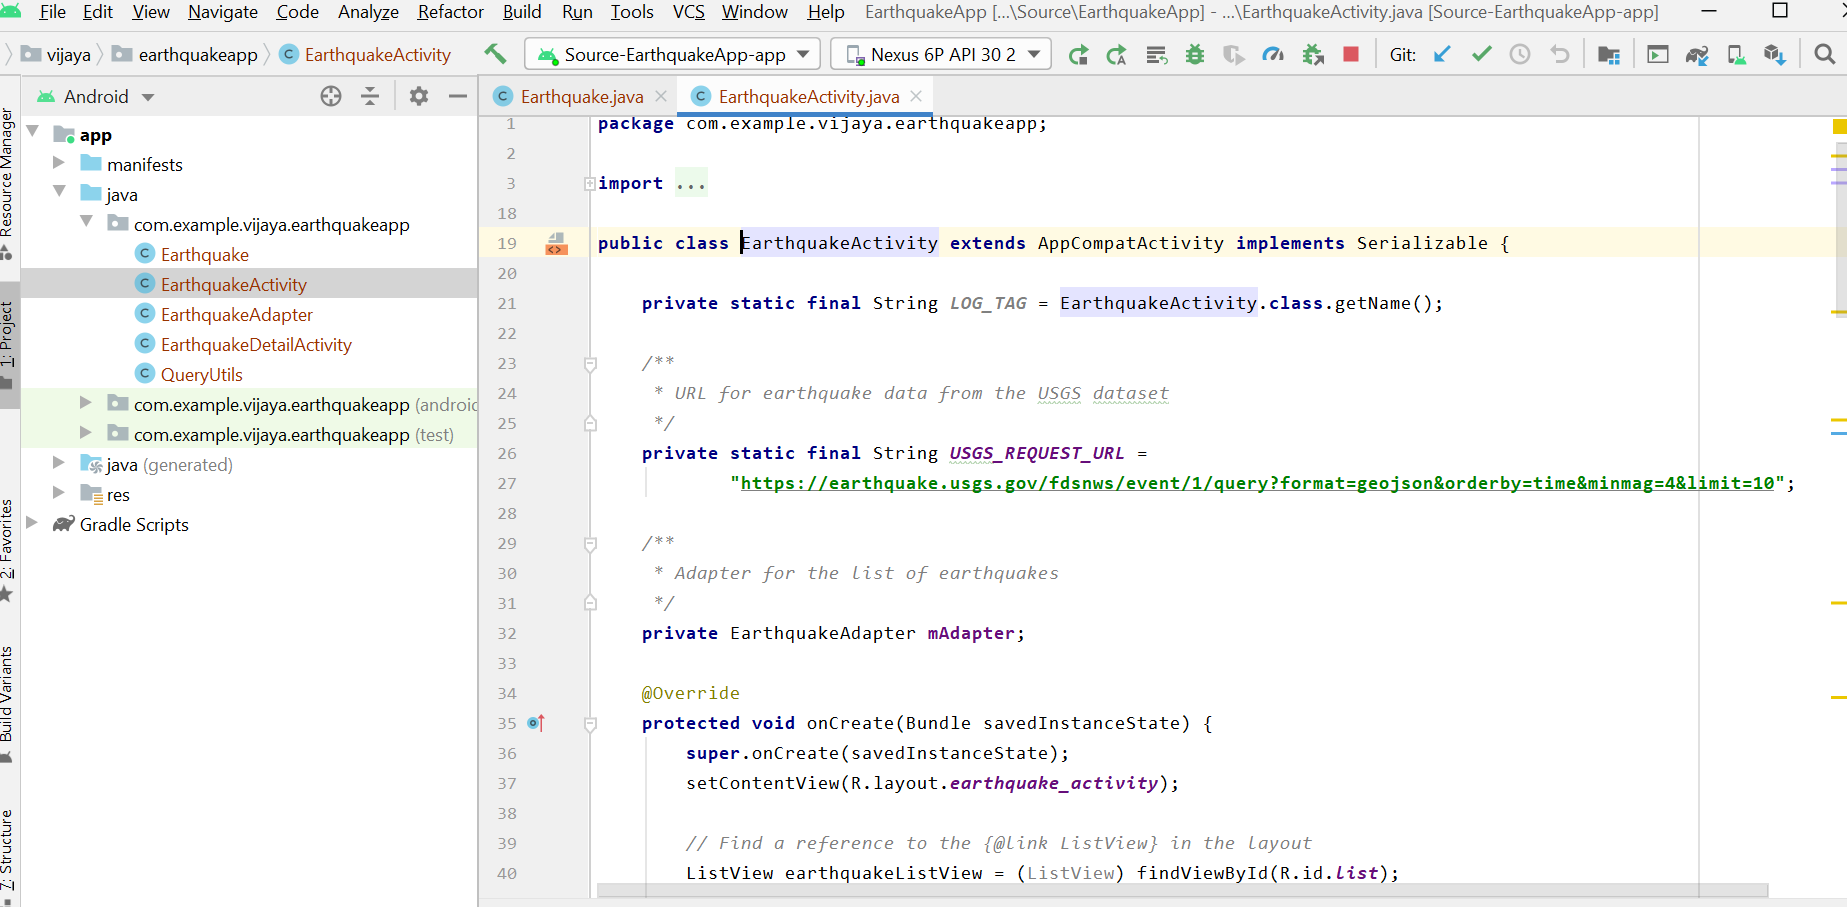 File Edit View Navigate Code Analyze Refactor Build Run Tools VCS Window Help EarthquakeApp [...\Source\EarthquakeApp] - ...\EarthquakeActivity.java [Source-EarthquakeApp-app]
vijaya earthquakeapp EarthquakeActivity Source-EarthquakeApp-app Nexus 6P API 30 2 Git:
Android
Earthquake.java EarthquakeActivity.java
Resource Manager
1: Project
2: Favorites
Build Variants
7: Structure
app
manifests
java
com.example.vijaya.earthquakeapp
Earthquake
EarthquakeActivity
EarthquakeAdapter
EarthquakeDetailActivity
QueryUtils
com.example.vijaya.earthquakeapp (androic
com.example.vijaya.earthquakeapp (test)
java (generated)
res
Gradle Scripts
1 package com.example.vijaya.earthquakeapp;
2
3 import ...
18
19 public class EarthquakeActivity extends AppCompatActivity implements Serializable {
20
21 private static final String LOG_TAG = EarthquakeActivity.class.getName();
22
23 /**
24 * URL for earthquake data from the USGS dataset
25 */
26 private static final String USGS_REQUEST_URL =
27 "https://earthquake.usgs.gov/fdsnws/event/1/query?format=geojson&orderby=time&minmag=4&limit=10";
28
29 /**
30 * Adapter for the list of earthquakes
31 */
32 private EarthquakeAdapter mAdapter;
33
34 @Override
35 protected void onCreate(Bundle savedInstanceState) {
36 super.onCreate(savedInstanceState);
37 setContentView(R.layout.earthquake_activity);
38
39 // Find a reference to the {@link ListView} in the layout
40 ListView earthquakeListView = (ListView) findViewById(R.id.list);